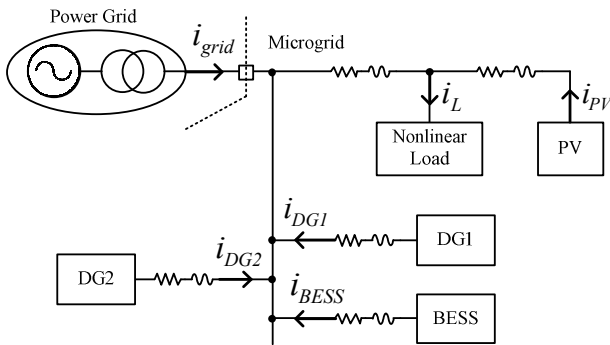 Power Grid
i_grid
Microgrid
i_L
i_PV
Nonlinear
Load
PV
i_DG1
DG1
i_DG2
DG2
i_BESS
BESS